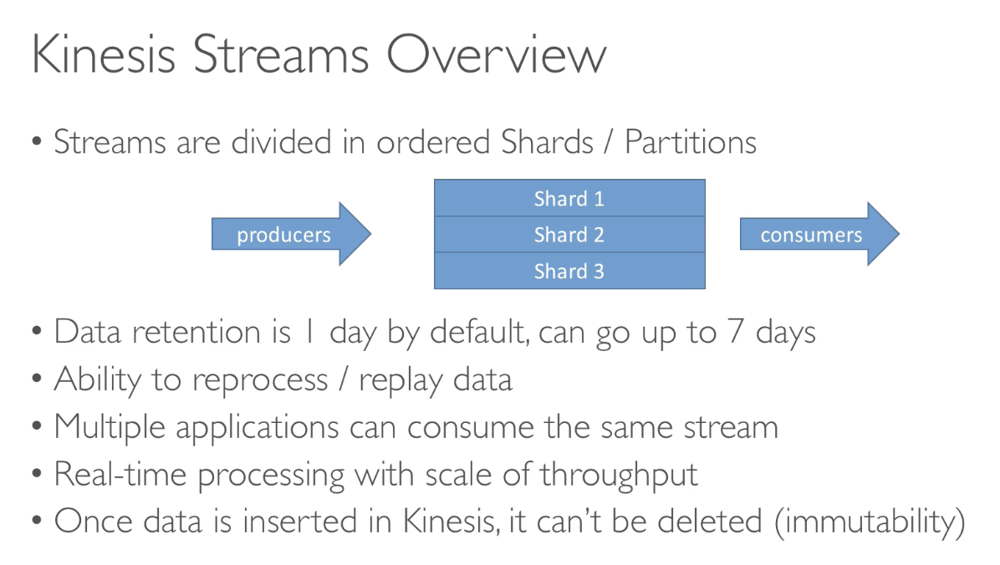 Kinesis Streams Overview
• Streams are divided in ordered Shards / Partitions
producers
Shard 1
Shard 2
Shard 3
consumers
• Data retention is 1 day by default, can go up to 7 days
• Ability to reprocess / replay data
• Multiple applications can consume the same stream
• Real-time processing with scale of throughput
• Once data is inserted in Kinesis, it can’t be deleted (immutability)